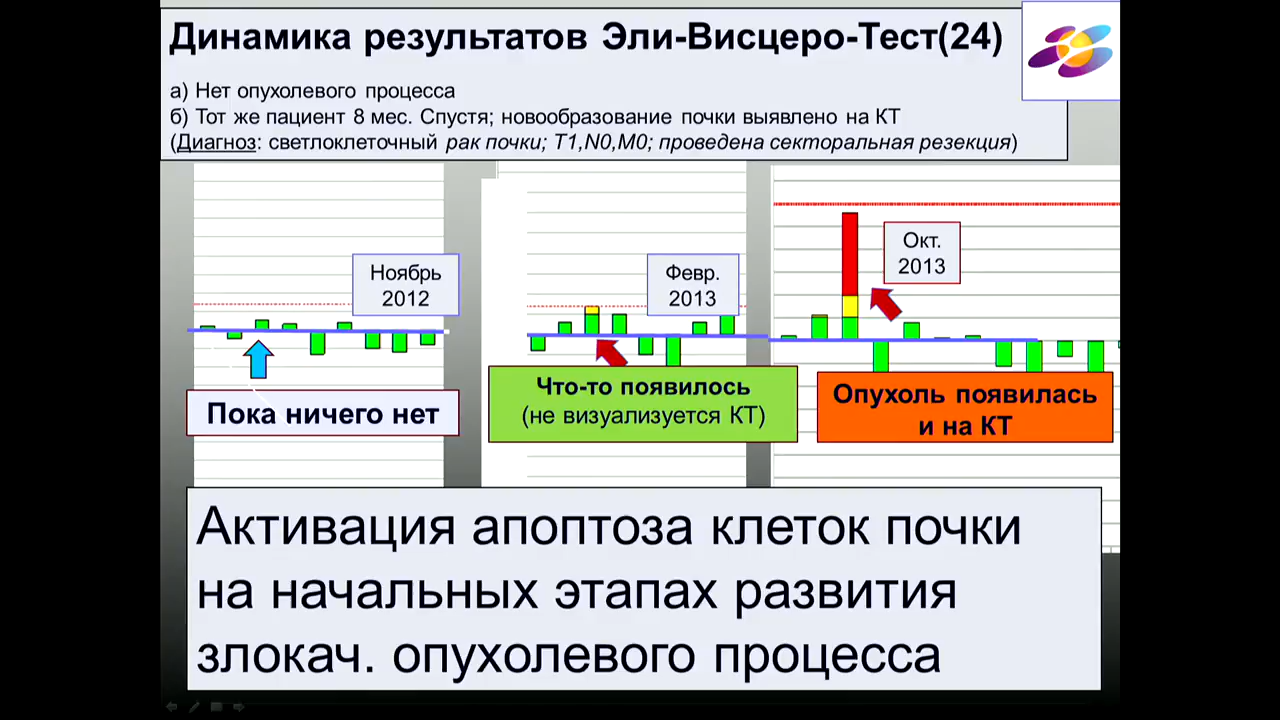 Динамика результатов Эли-Висцеро-Тест(24)
а) Нет опухолевого процесса
б) Тот же пациент 8 мес. Спустя; новообразование почки выявлено на КТ
(Диагноз: светлоклеточный рак почки; T1,N0,M0; проведена секторальная резекция)
Ноябрь
2012
Февр.
2013
Окт.
2013
Пока ничего нет
Что-то появилось
(не визуализуется КТ)
Опухоль появилась
и на КТ
Активация апоптоза клеток почки
на начальных этапах развития
злокач. опухолевого процесса